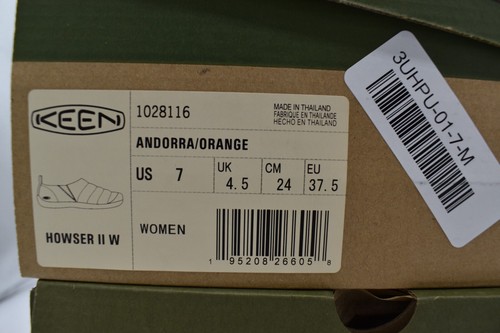 KEEN
1028116
MADE IN THAILAND
FABRIQUÉ EN THAILANDE
HECHO EN THAILAND
ANDORRA/ORANGE
US 7
UK 4.5
CM 24
EU 37.5
HOWSER II W
WOMEN
1 95208 26605 8
3UHPU-01-7-M